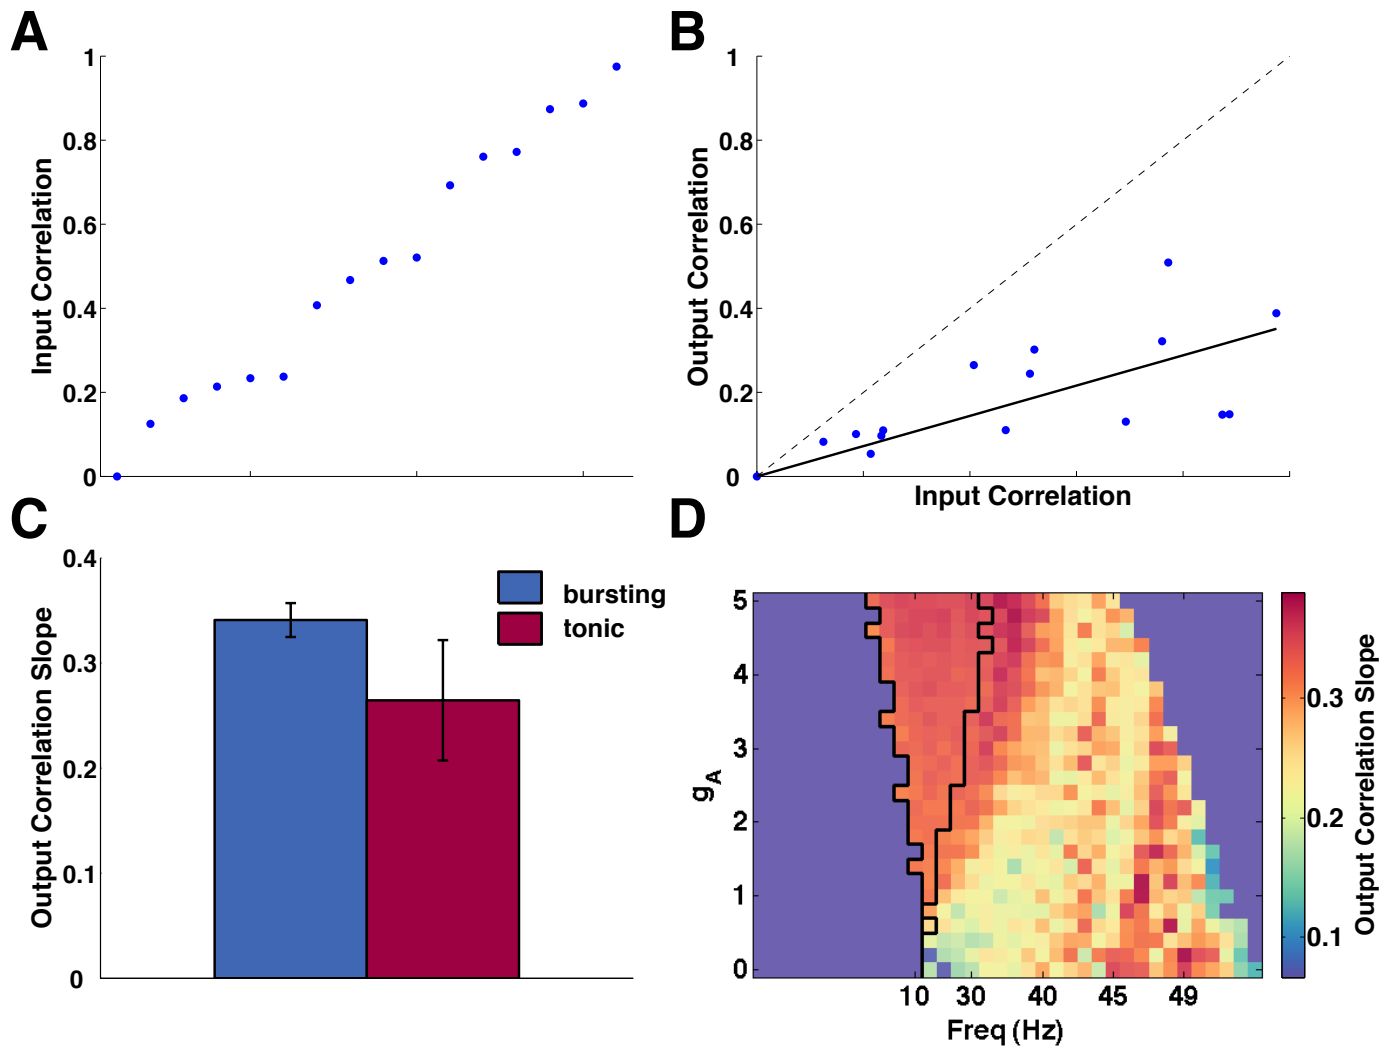 A
1
0.8
0.6
0.4
0.2
0
Input Correlation
B
1
0.8
0.6
0.4
0.2
0
Output Correlation
Input Correlation
C
0.4
0.3
0.2
0.1
0
Output Correlation Slope
bursting
tonic
D
5
4
3
2
1
0
gA
10 30 40 45 49
Freq (Hz)
0.3
0.2
0.1
Output Correlation Slope